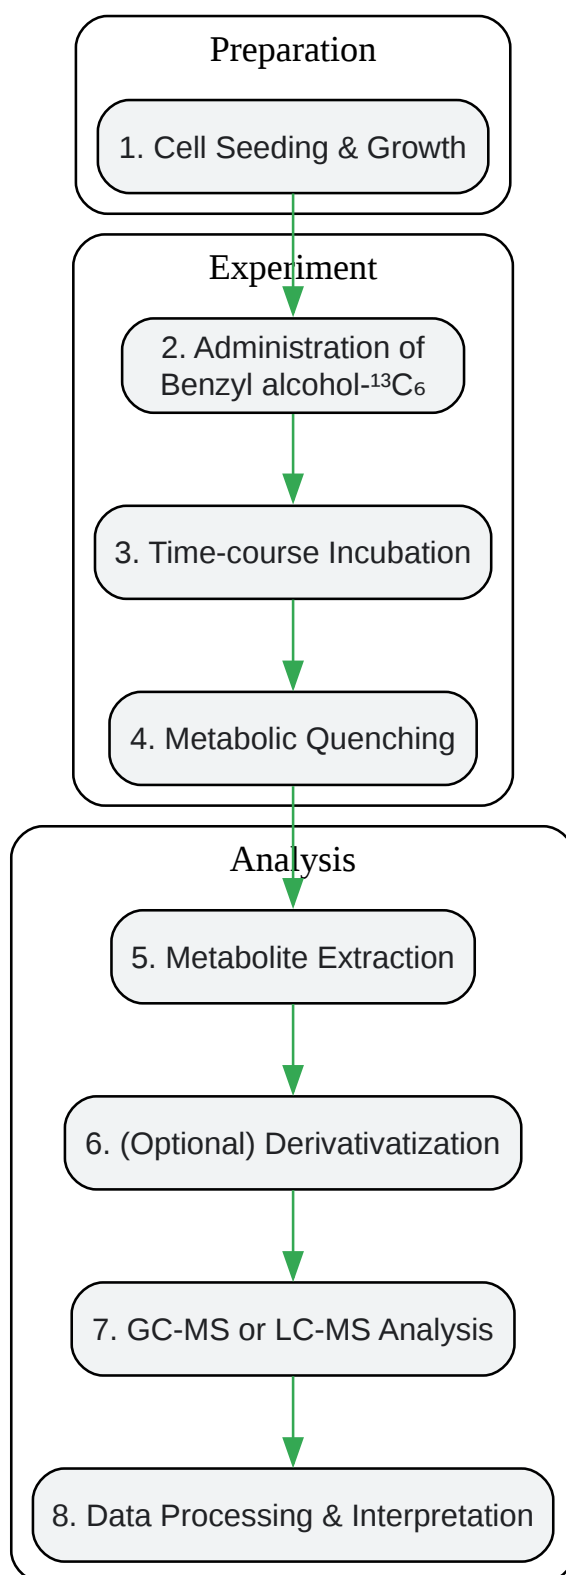 Preparation
1. Cell Seeding & Growth
Experiment
2. Administration of
Benzyl alcohol-¹³C₆
3. Time-course Incubation
4. Metabolic Quenching
Analysis
5. Metabolite Extraction
6. (Optional) Derivativatization
7. GC-MS or LC-MS Analysis
8. Data Processing & Interpretation